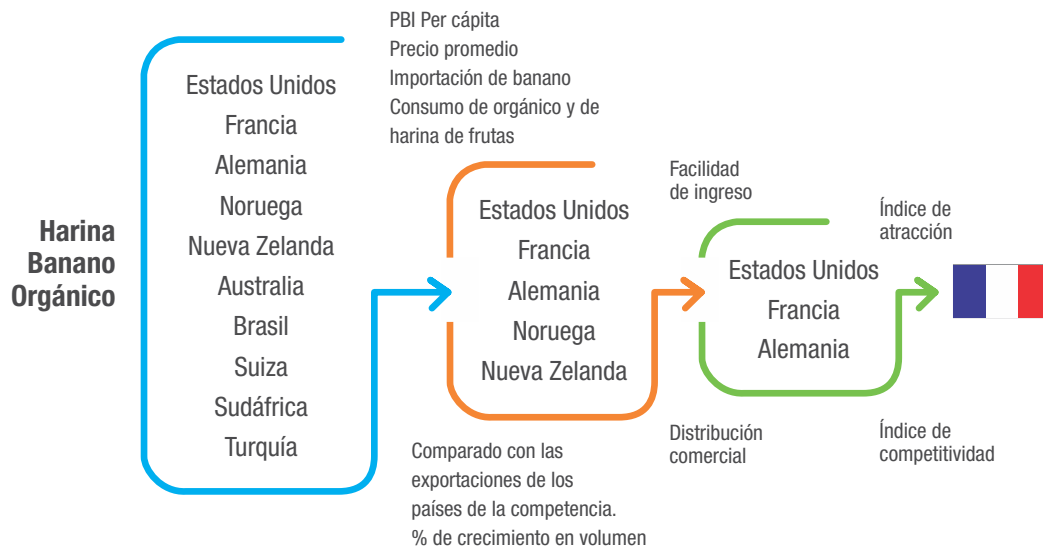 Harina
Banano
Orgánico
Estados Unidos
Francia
Alemania
Noruega
Nueva Zelanda
Australia
Brasil
Suiza
Sudáfrica
Turquía
PBI Per cápita
Precio promedio
Importación de banano
Consumo de orgánico y de
harina de frutas
Estados Unidos
Francia
Alemania
Noruega
Nueva Zelanda
Comparado con las
exportaciones de los
países de la competencia.
% de crecimiento en volumen
Facilidad
de ingreso
Estados Unidos
Francia
Alemania
Distribución
comercial
Índice de
atracción
Índice de
competitividad